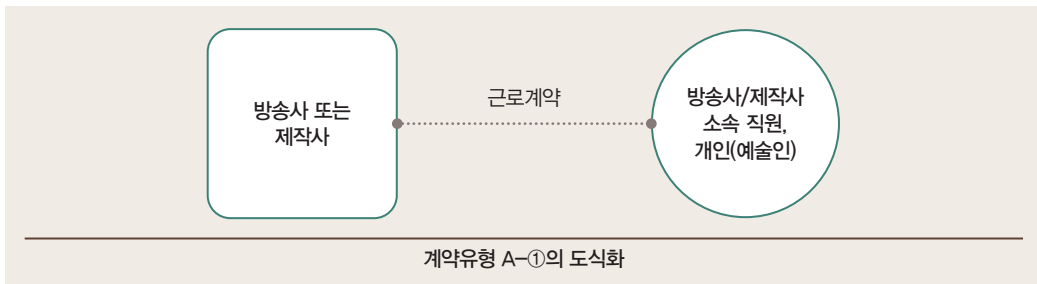 방송사 또는
제작사
근로계약
방송사/제작사
소속 직원,
개인(예술인)
계약유형 A–①의 도식화